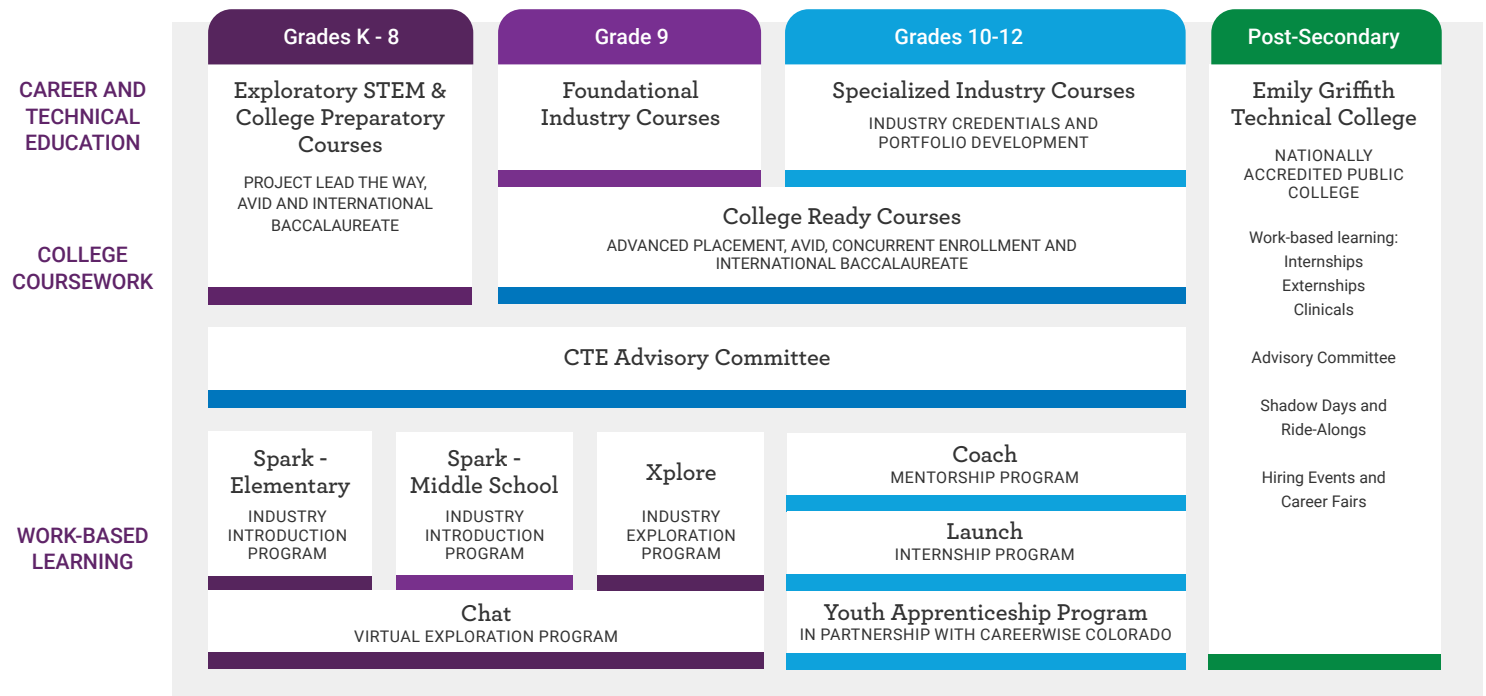 Grades K - 8
Grade 9
Grades 10-12
Post-Secondary
CAREER AND
TECHNICAL
EDUCATION
Exploratory STEM &
College Preparatory
Courses
PROJECT LEAD THE WAY,
AVID AND INTERNATIONAL
BACCALAUREATE
Foundational
Industry Courses
Specialized Industry Courses
INDUSTRY CREDENTIALS AND
PORTFOLIO DEVELOPMENT
COLLEGE
COURSEWORK
College Ready Courses
ADVANCED PLACEMENT, AVID, CONCURRENT ENROLLMENT AND
INTERNATIONAL BACCALAUREATE
CTE Advisory Committee
WORK-BASED
LEARNING
Spark -
Elementary
INDUSTRY
INTRODUCTION
PROGRAM
Spark -
Middle School
INDUSTRY
INTRODUCTION
PROGRAM
Xplore
INDUSTRY
EXPLORATION
PROGRAM
Chat
VIRTUAL EXPLORATION PROGRAM
Coach
MENTORSHIP PROGRAM
Launch
INTERNSHIP PROGRAM
Youth Apprenticeship Program
IN PARTNERSHIP WITH CAREERWISE COLORADO
Emily Griffith
Technical College
NATIONALLY
ACCREDITED PUBLIC
COLLEGE
Work-based learning:
Internships
Externships
Clinicals
Advisory Committee
Shadow Days and
Ride-Alongs
Hiring Events and
Career Fairs